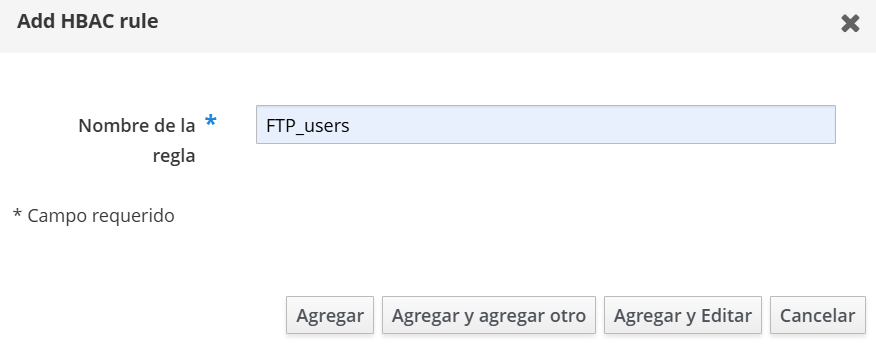 Add HBAC rule
Nombre de la *
regla
FTP_users
* Campo requerido
Agregar
Agregar y agregar otro
Agregar y Editar
Cancelar